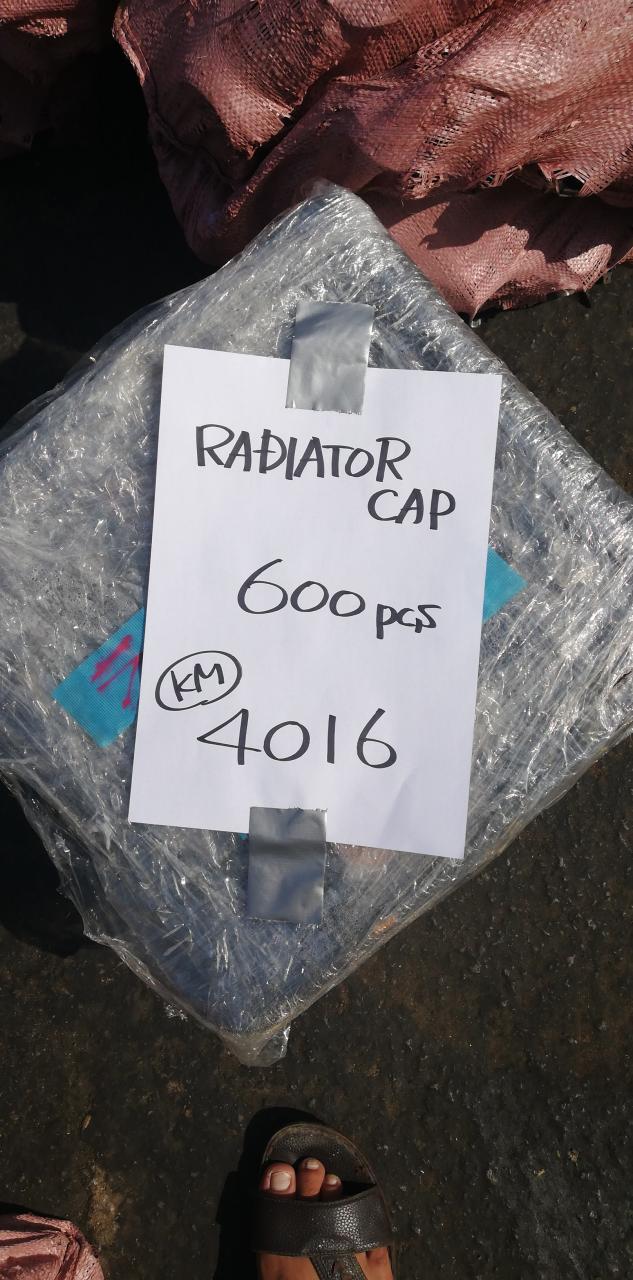 RADIATOR
CAP
600 pcs
KM
4016